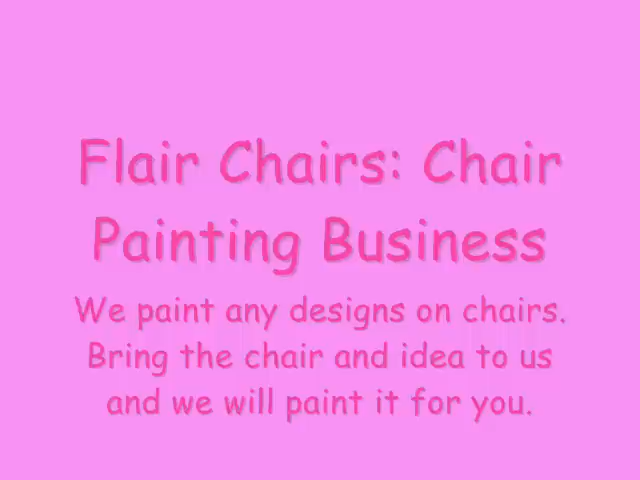 Flair Chairs: Chair
Painting Business
We paint any designs on chairs.
Bring the chair and idea to us
and we will paint it for you.